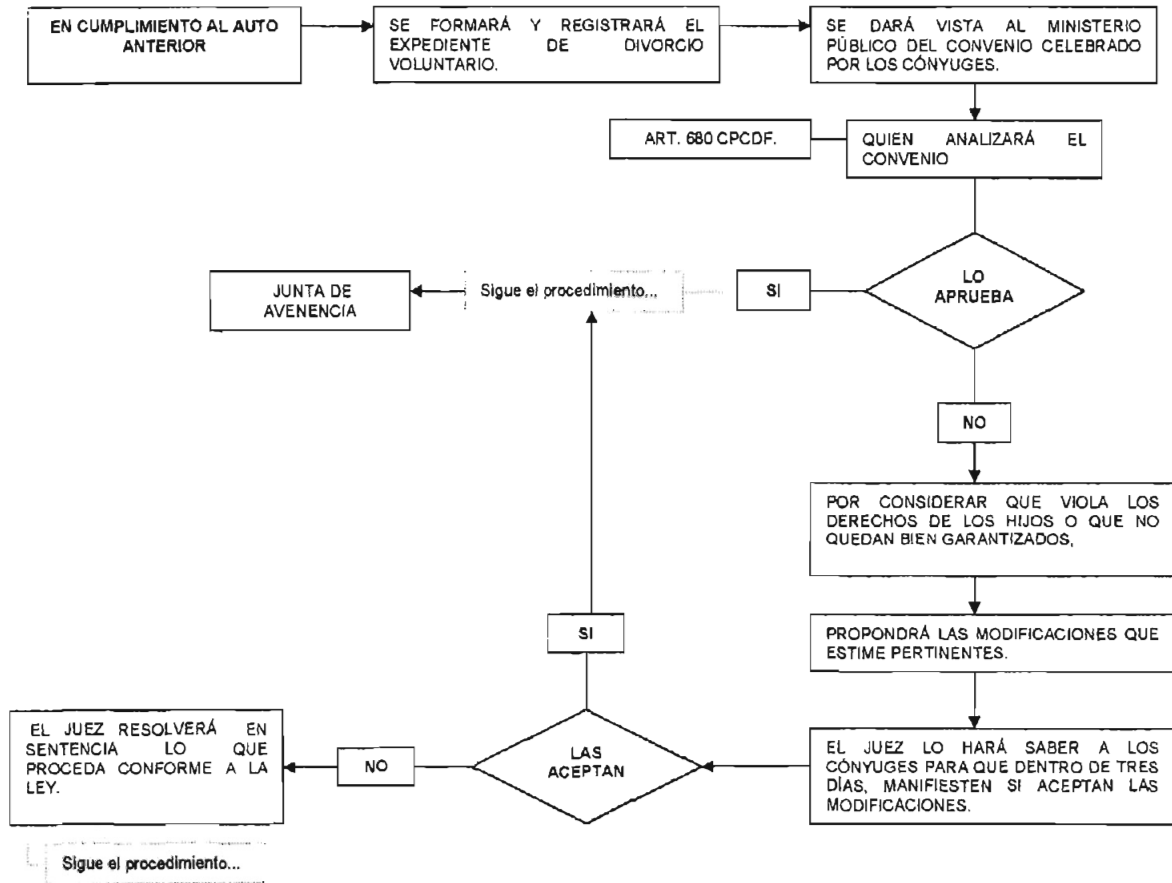 EN CUMPLIMIENTO AL AUTO
ANTERIOR
SE FORMARÁ Y REGISTRARÁ EL
EXPEDIENTE DE DIVORCIO
VOLUNTARIO.
SE DARÁ VISTA AL MINISTERIO
PÚBLICO DEL CONVENIO CELEBRADO
POR LOS CÓNYUGES.
ART. 680 CPCDF.
QUIEN ANALIZARÁ EL
CONVENIO
LO
APRUEBA
SI
Sigue el procedimiento...
JUNTA DE
AVENENCIA
NO
POR CONSIDERAR QUE VIOLA LOS
DERECHOS DE LOS HIJOS O QUE NO
QUEDAN BIEN GARANTIZADOS,
PROPONDRÁ LAS MODIFICACIONES QUE
ESTIME PERTINENTES.
EL JUEZ LO HARÁ SABER A LOS
CÓNYUGES PARA QUE DENTRO DE TRES
DÍAS, MANIFIESTEN SI ACEPTAN LAS
MODIFICACIONES.
LAS
ACEPTAN
SI
NO
EL JUEZ RESOLVERÁ EN
SENTENCIA LO QUE
PROCEDA CONFORME A LA
LEY.
Sigue el procedimiento...